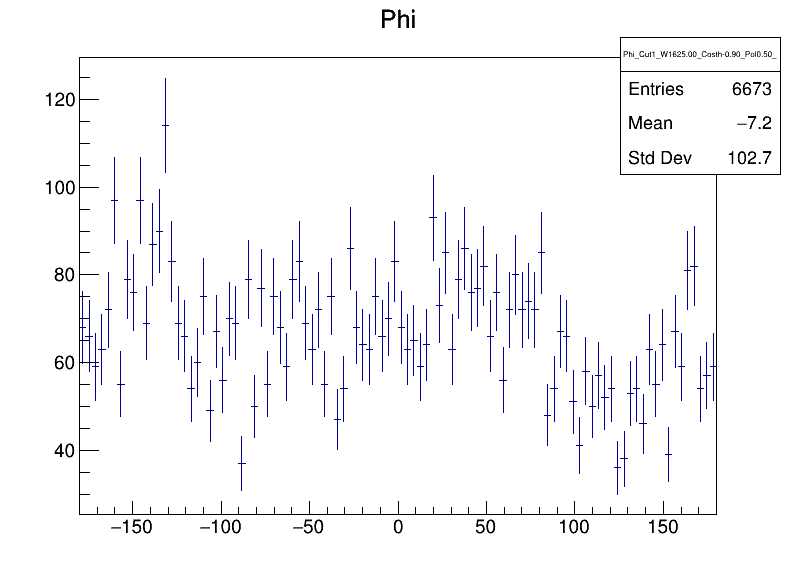 Phi
Phi_Cut1_W1625.00_Costh-0.90_Pol0.50_
Entries 6673
Mean −7.2
Std Dev 102.7
120
100
80
60
40
−150 −100 −50 0 50 100 150